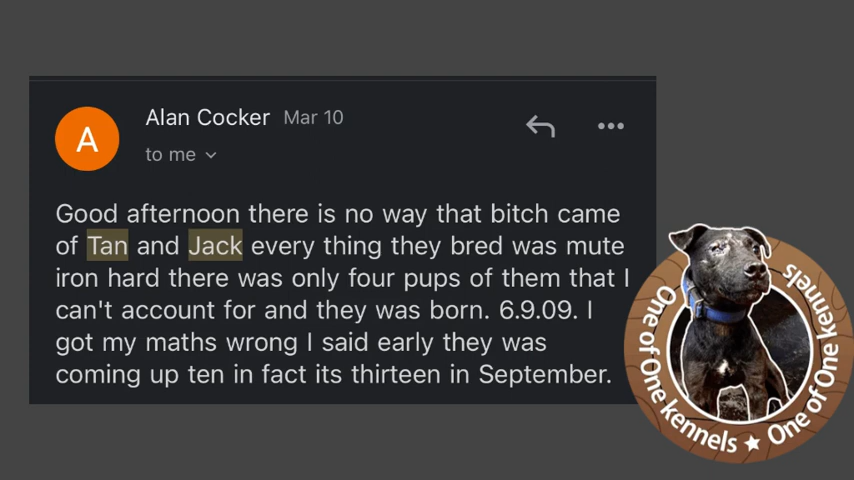 Alan Cocker Mar 10
A
to me
Good afternoon there is no way that bitch came
of Tan and Jack every thing they bred was mute
iron hard there was only four pups of them that I
can't account for and they was born. 6.9.09. I
got my maths wrong I said early they was
coming up ten in fact its thirteen in September.
One of One kennels ★ One of One kennels